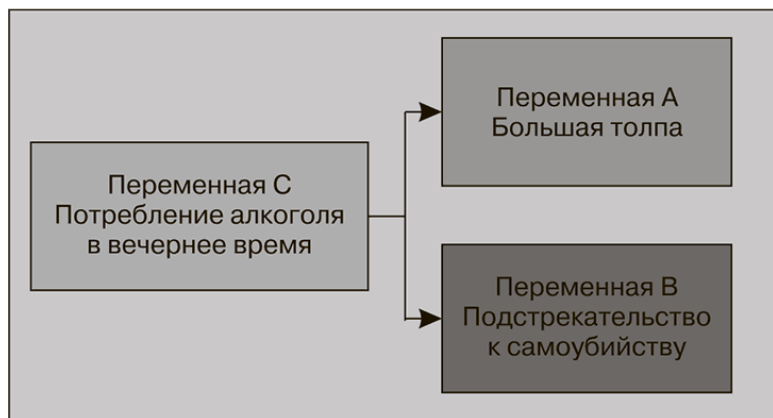 Переменная А
Большая толпа
Переменная С
Потребление алкоголя
в вечернее время
Переменная В
Подстрекательство
к самоубийству